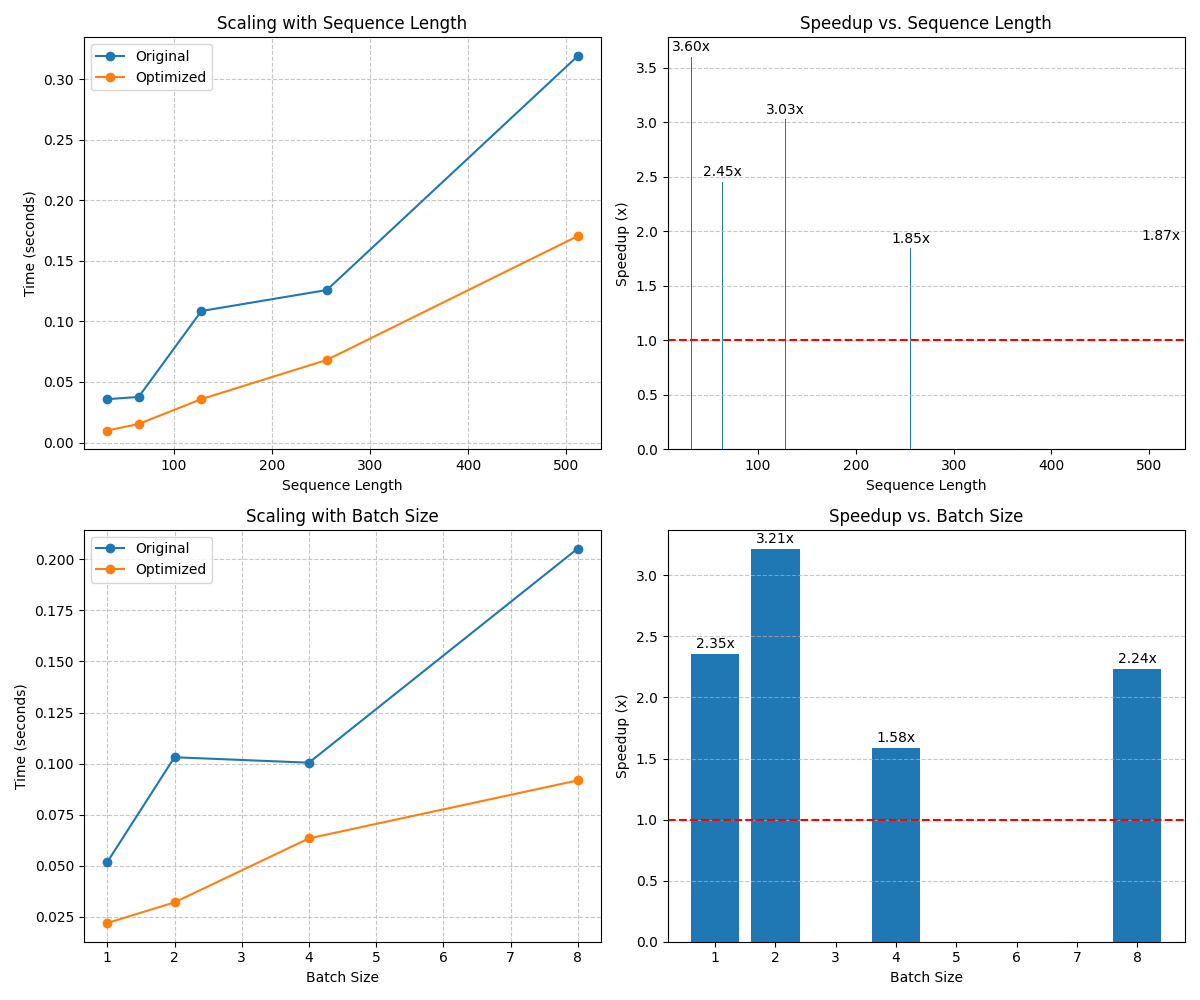 Scaling with Sequence Length
Original
Optimized
0.30
0.25
0.20
0.15
0.10
0.05
0.00
Time (seconds)
100 200 300 400 500
Sequence Length
Speedup vs. Sequence Length
3.60x
3.03x
2.45x
1.85x
1.87x
3.5
3.0
2.5
2.0
1.5
1.0
0.5
0.0
Speedup (x)
100 200 300 400 500
Sequence Length
Scaling with Batch Size
Original
Optimized
0.200
0.175
0.150
0.125
0.100
0.075
0.050
0.025
Time (seconds)
1 2 3 4 5 6 7 8
Batch Size
Speedup vs. Batch Size
2.35x
3.21x
1.58x
2.24x
3.0
2.5
2.0
1.5
1.0
0.5
0.0
Speedup (x)
1 2 3 4 5 6 7 8
Batch Size